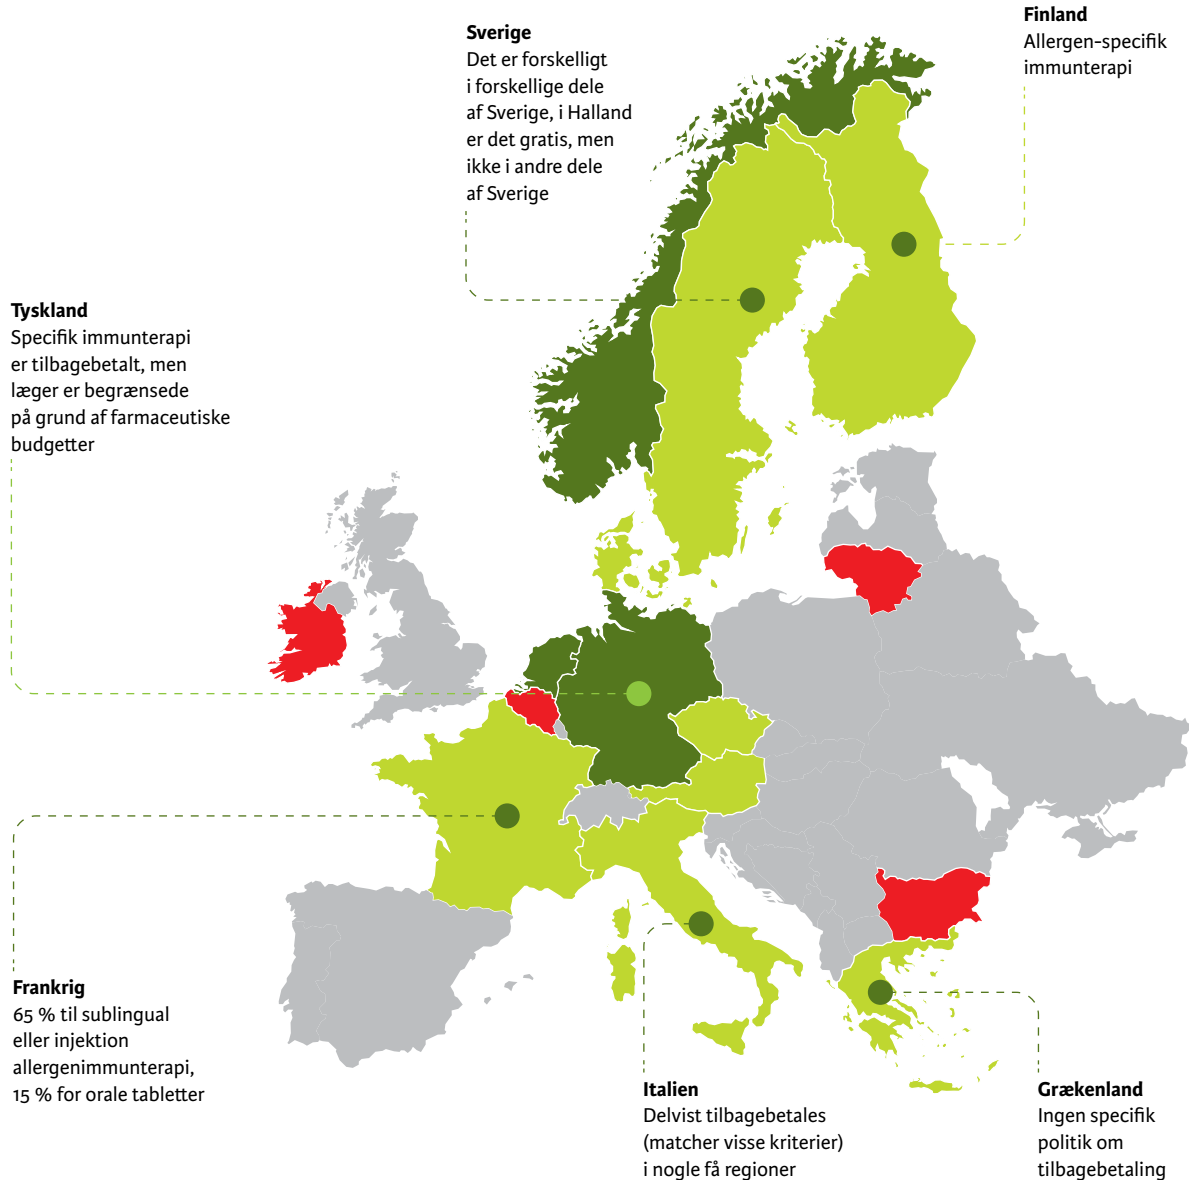 Sverige
Det er forskelligt
i forskellige dele
af Sverige, i Halland
er det gratis, men
ikke i andre dele
af Sverige
Finland
Allergen-specifik
immunterapi
Tyskland
Specifik immunterapi
er tilbagebetalt, men
læger er begrænsede
på grund af farmaceutiske
budgetter
Frankrig
65 % til sublingual
eller injektion
allergenimmunterapi,
15 % for orale tabletter
Italien
Delvist tilbagebetales
(matcher visse kriterier)
i nogle få regioner
Grækenland
Ingen specifik
politik om
tilbagebetaling